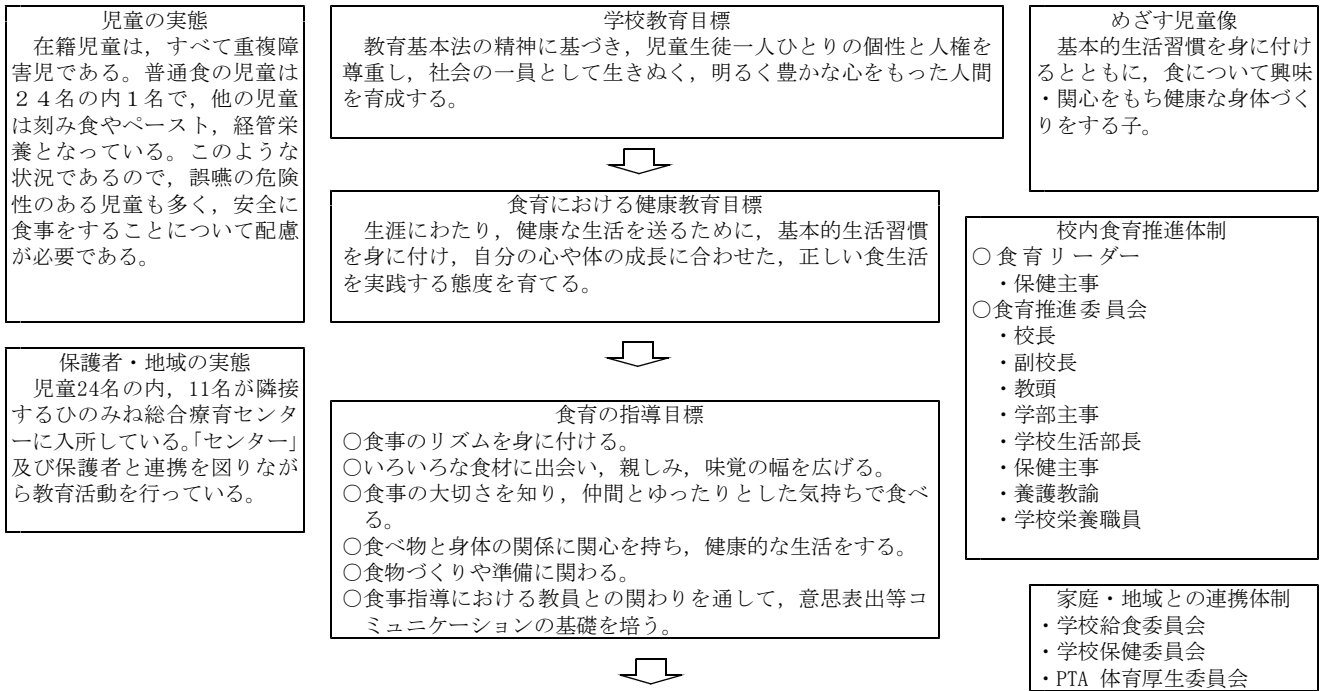 児童の実態
在籍児童は，すべて重複障
害児である。普通食の児童は
２４名の内１名で，他の児童
は刻み食やペースト，経管栄
養となっている。このような
状況であるので，誤嚥の危険
性のある児童も多く，安全に
食事をすることについて配慮
が必要である。
保護者・地域の実態
児童24名の内，11名が隣接
するひのみね総合療育センタ
ーに入所している。「センター」
及び保護者と連携を図りなが
ら教育活動を行っている。
学校教育目標
教育基本法の精神に基づき，児童生徒一人ひとりの個性と人権を
尊重し，社会の一員として生きぬく，明るく豊かな心をもった人間
を育成する。
食育における健康教育目標
生涯にわたり，健康な生活を送るために，基本的生活習慣
を身に付け，自分の心や体の成長に合わせた，正しい食生活
を実践する態度を育てる。
食育の指導目標
○食事のリズムを身に付ける。
○いろいろな食材に出会い，親しみ，味覚の幅を広げる。
○食事の大切さを知り，仲間とゆったりとした気持ちで食べ
る。
○食べ物と身体の関係に関心を持ち，健康的な生活をする。
○食物づくりや準備に関わる。
○食事指導における教員との関わりを通して，意思表出等コ
ミュニケーションの基礎を培う。
めざす児童像
基本的生活習慣を身に付け
るとともに，食について興味
・関心をもち健康な身体づく
りをする子。
校内食育推進体制
○食育リーダー
・保健主事
○食育推進委員会
・校長
・副校長
・教頭
・学部主事
・学校生活部長
・保健主事
・養護教諭
・学校栄養職員
家庭・地域との連携体制
・学校給食委員会
・学校保健委員会
・PTA 体育厚生委員会